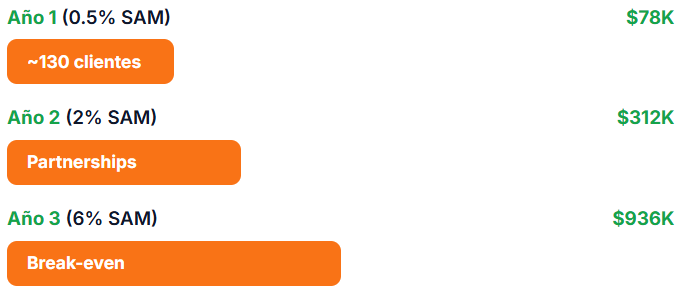 Año 1 (0.5% SAM) $78K
~130 clientes
Año 2 (2% SAM) $312K
Partnerships
Año 3 (6% SAM) $936K
Break-even